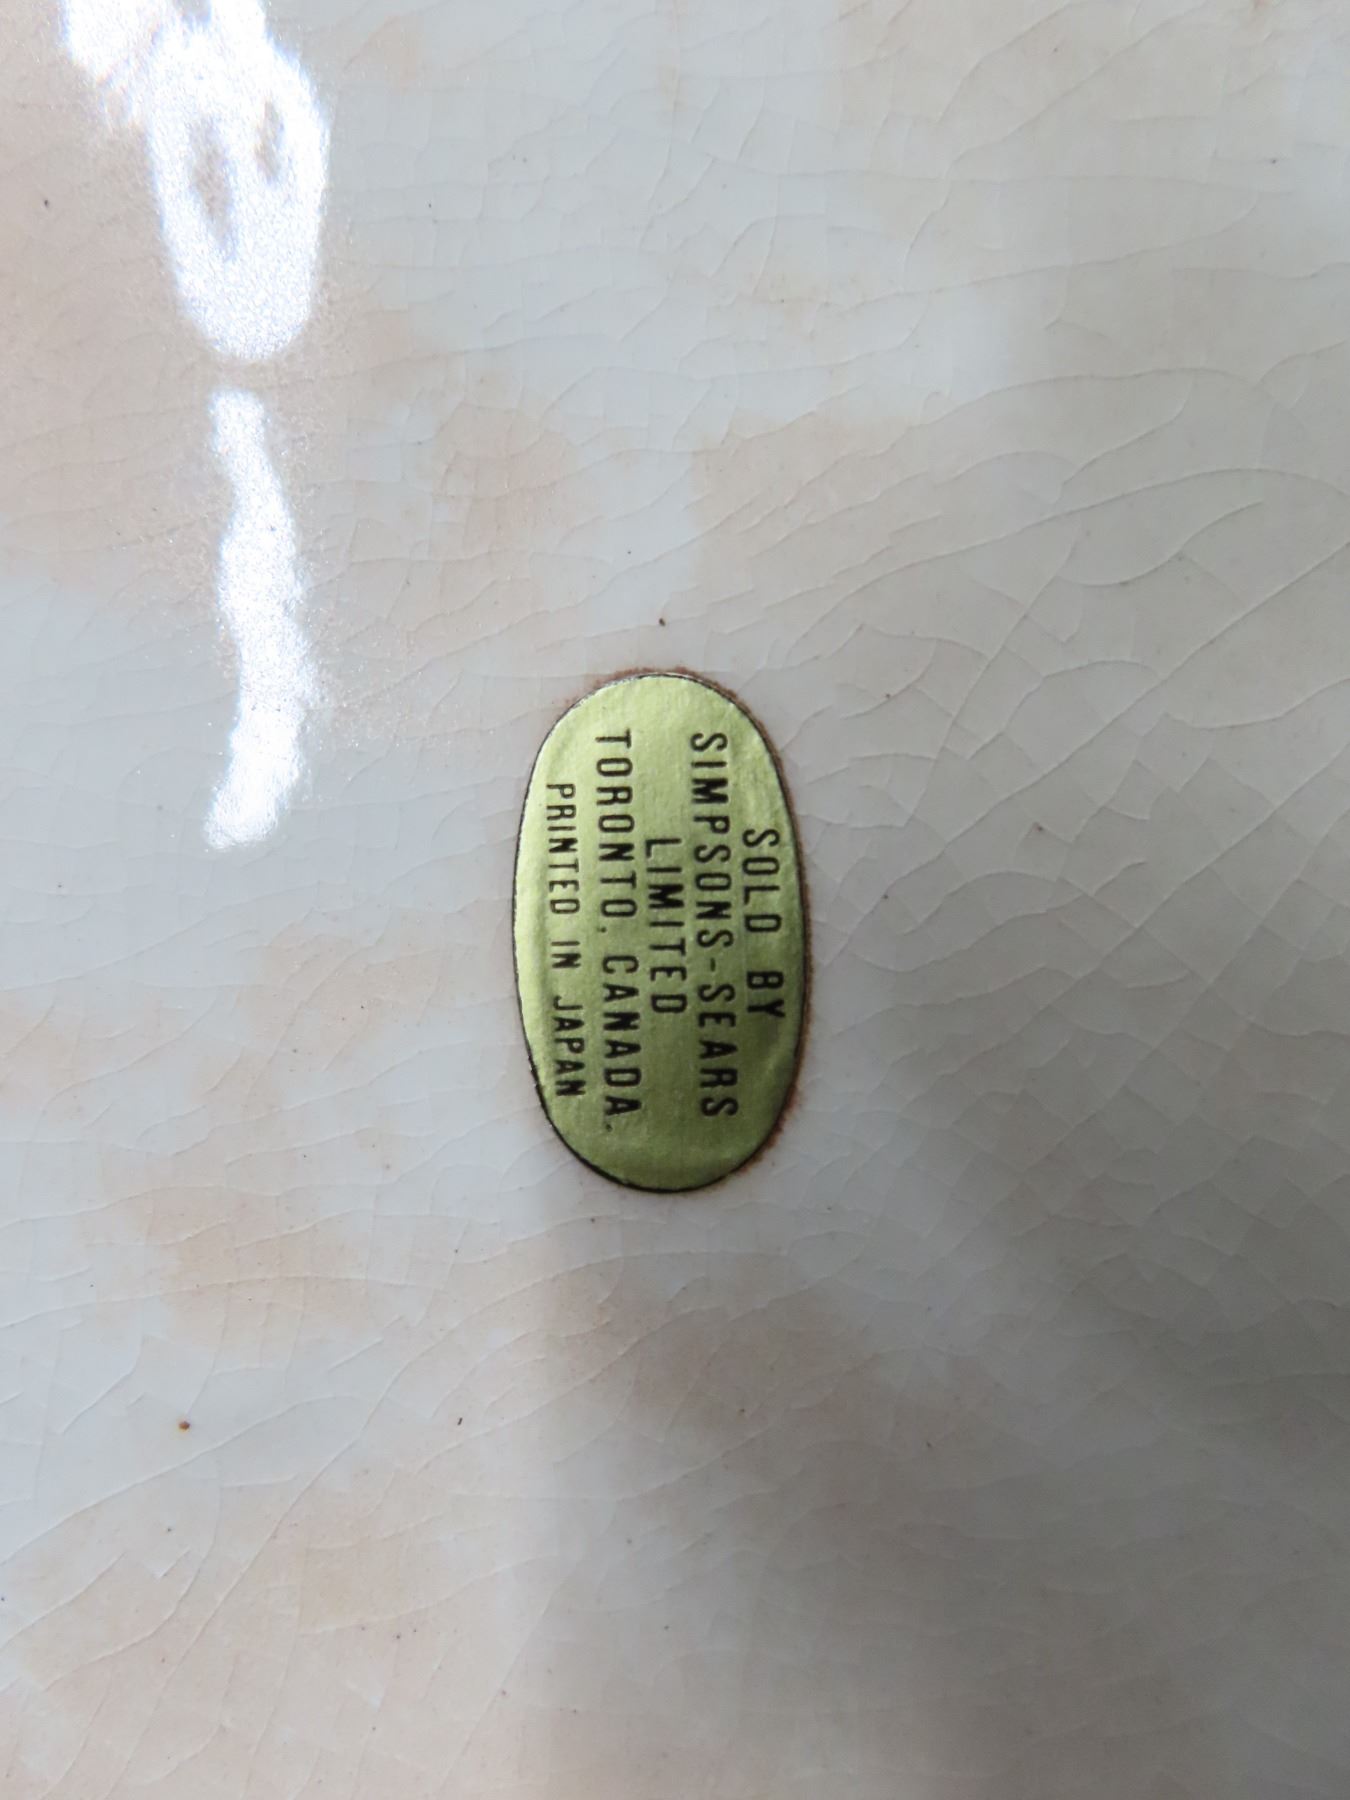 SOLD BY
SIMPSONS-SEARS
LIMITED
TORONTO, CANADA.
PRINTED IN JAPAN